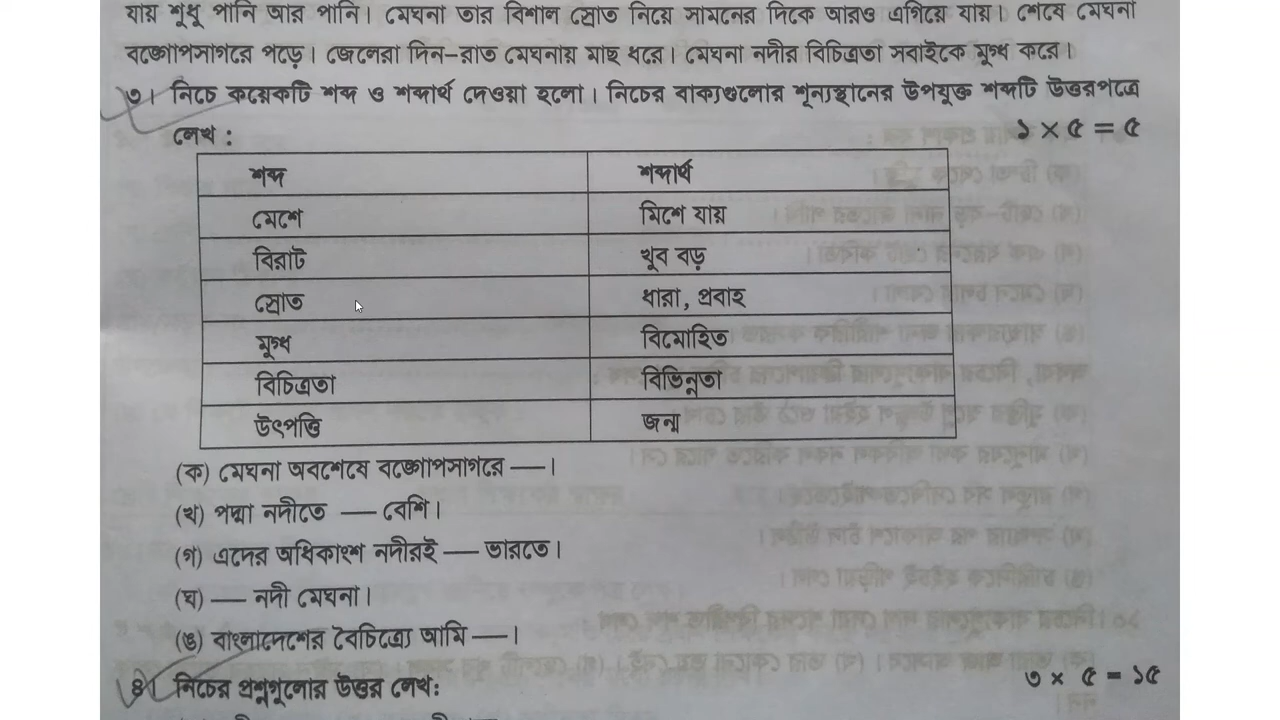 যায় শুধু পানি আর পানি। মেঘনা তার বিশাল স্রোত নিয়ে সামনের দিকে আরও এগিয়ে যায়। শেষে মেঘনা
বঙ্গোপসাগরে পড়ে। জেলেরা দিন-রাত মেঘনায় মাছ ধরে। মেঘনা নদীর বিচিত্রতা সবাইকে মুগ্ধ করে।
৩। নিচে কয়েকটি শব্দ ও শব্দার্থ দেওয়া হলো। নিচের বাক্যগুলোর শূন্যস্থানের উপযুক্ত শব্দটি উত্তরপত্রে
লেখ : ১ × ৫ = ৫
শব্দ শব্দার্থ
মেশে মিশে যায়
বিরাট খুব বড়
স্রোত ধারা, প্রবাহ
মুগ্ধ বিমোহিত
বিচিত্রতা বিভিন্নতা
উৎপত্তি জন্ম
(ক) মেঘনা অবশেষে বঙ্গোপসাগরে —।
(খ) পদ্মা নদীতে — বেশি।
(গ) এদের অধিকাংশ নদীরই — ভারতে।
(ঘ) — নদী মেঘনা।
(ঙ) বাংলাদেশের বৈচিত্র্যে আমি —।
৪। নিচের প্রশ্নগুলোর উত্তর লেখ: ৩ × ৫ = ১৫